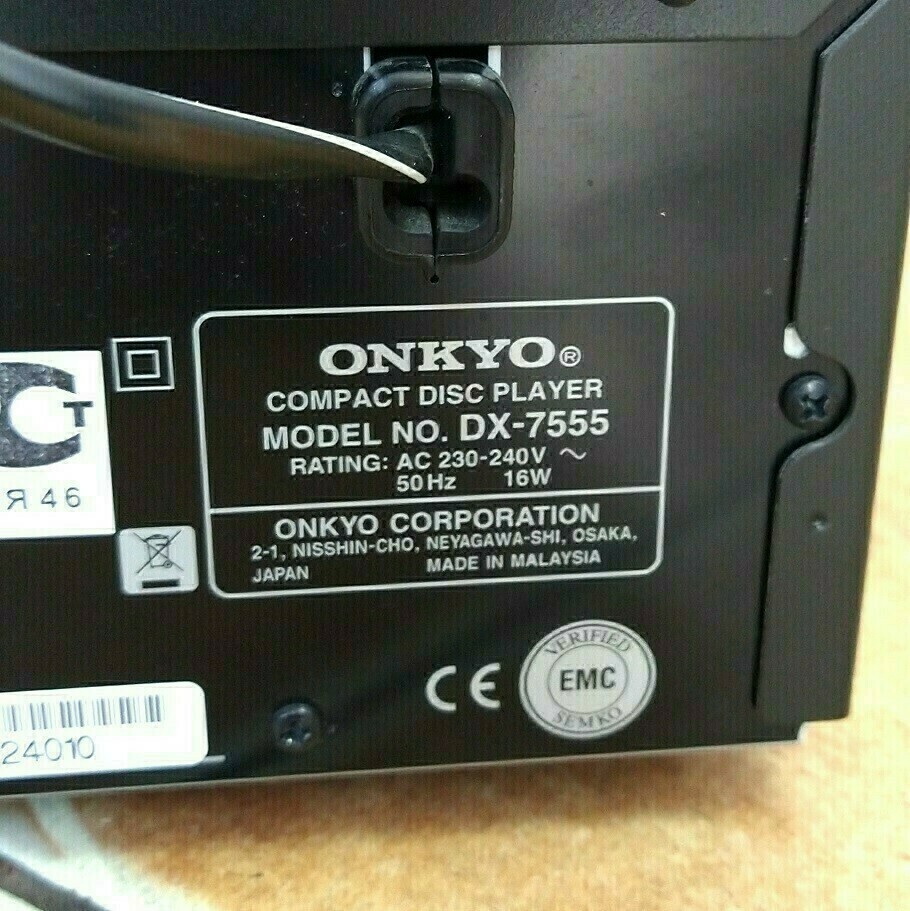 ONKYO®
COMPACT DISC PLAYER
MODEL NO. DX-7555
RATING: AC 230-240V ~
50Hz 16W
ONKYO CORPORATION
2-1, NISSHIN-CHO, NEYAGAWA-SHI, OSAKA,
JAPAN MADE IN MALAYSIA
Т
Я46
CE
VERIFIED
EMC
SEMKO
24010